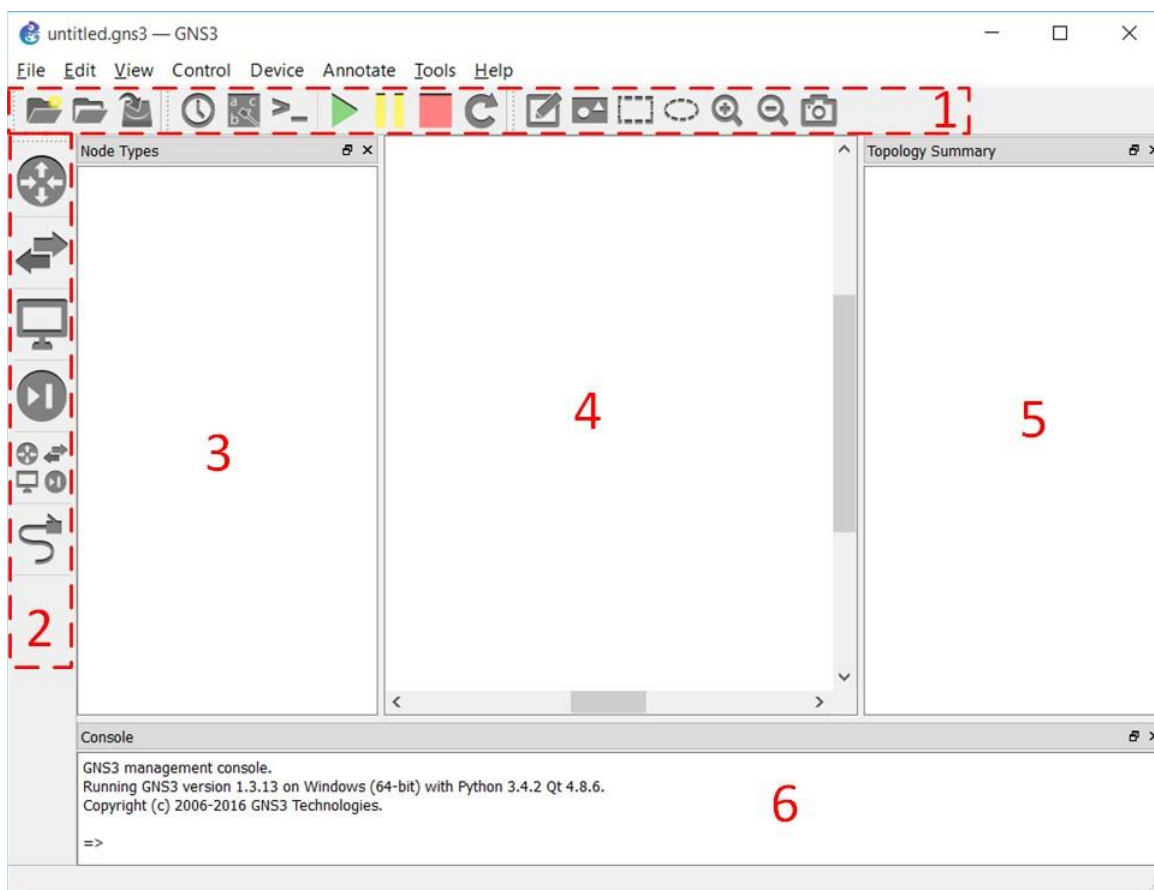 untitled.gns3 — GNS3
File Edit View Control Device Annotate Tools Help
a b c
1
Node Types
Topology Summary
3
4
5
2
Console
GNS3 management console.
Running GNS3 version 1.3.13 on Windows (64-bit) with Python 3.4.2 Qt 4.8.6.
Copyright (c) 2006-2016 GNS3 Technologies.
6
=>